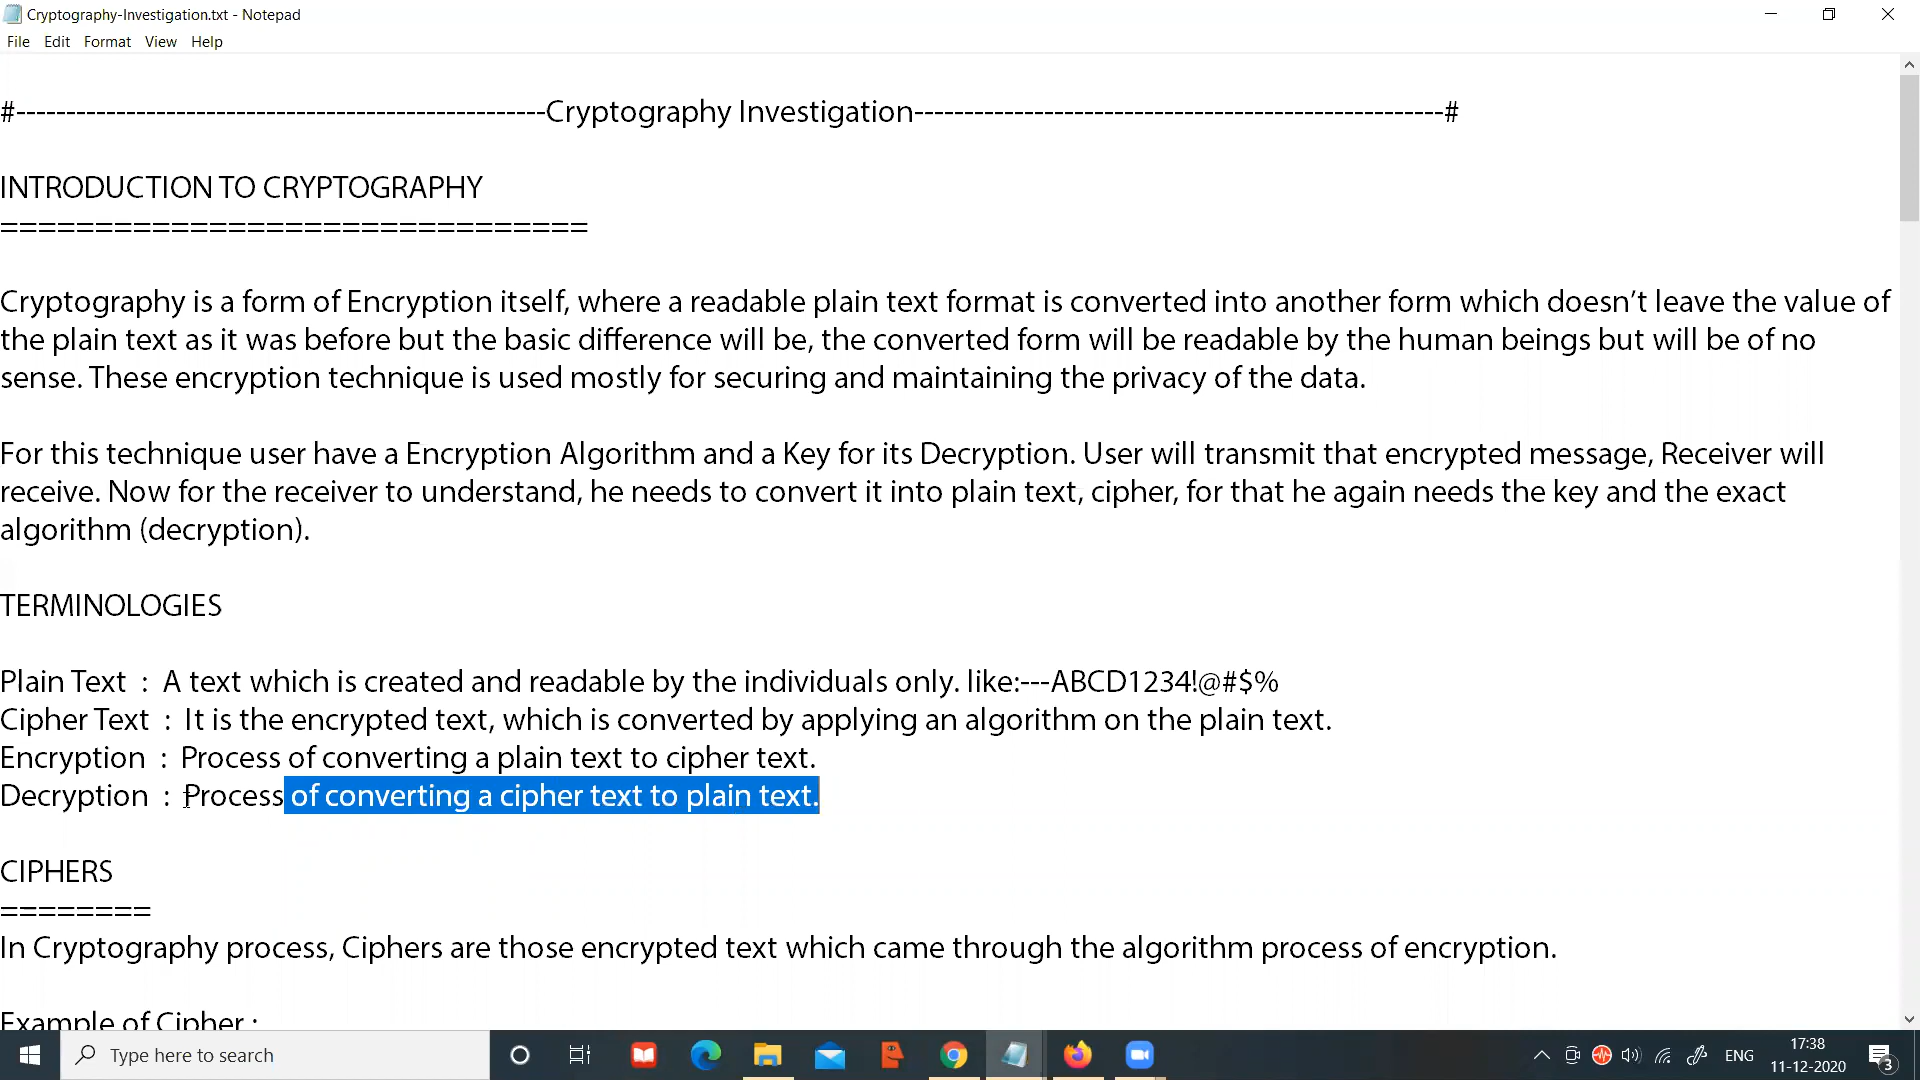 Cryptography-Investigation.txt - Notepad
File Edit Format View Help
#-----------------------------------------------------Cryptography Investigation-----------------------------------------------------#
INTRODUCTION TO CRYPTOGRAPHY
===============================
Cryptography is a form of Encryption itself, where a readable plain text format is converted into another form which doesn’t leave the value of
the plain text as it was before but the basic difference will be, the converted form will be readable by the human beings but will be of no
sense. These encryption technique is used mostly for securing and maintaining the privacy of the data.
For this technique user have a Encryption Algorithm and a Key for its Decryption. User will transmit that encrypted message, Receiver will
receive. Now for the receiver to understand, he needs to convert it into plain text, cipher, for that he again needs the key and the exact
algorithm (decryption).
TERMINOLOGIES
Plain Text : A text which is created and readable by the individuals only. like:---ABCD1234!@#$%
Cipher Text : It is the encrypted text, which is converted by applying an algorithm on the plain text.
Encryption : Process of converting a plain text to cipher text.
Decryption : Process of converting a cipher text to plain text.
CIPHERS
========
In Cryptography process, Ciphers are those encrypted text which came through the algorithm process of encryption.
Example of Cipher :
Type here to search
ENG
17:38
11-12-2020
3